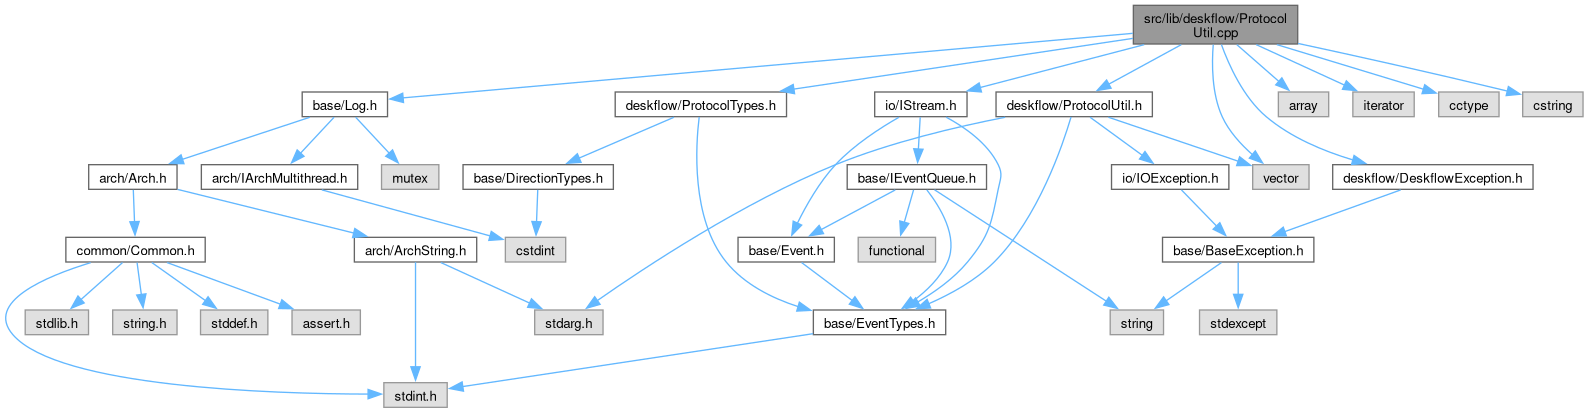 src/lib/deskflow/Protocol
Util.cpp
base/Log.h
deskflow/ProtocolTypes.h
io/IStream.h
deskflow/ProtocolUtil.h
array
iterator
cctype
cstring
arch/Arch.h
arch/IArchMultithread.h
mutex
base/DirectionTypes.h
base/IEventQueue.h
io/IOException.h
vector
deskflow/DeskflowException.h
common/Common.h
arch/ArchString.h
cstdint
base/Event.h
functional
base/BaseException.h
stdlib.h
string.h
stddef.h
assert.h
stdarg.h
base/EventTypes.h
string
stdexcept
stdint.h